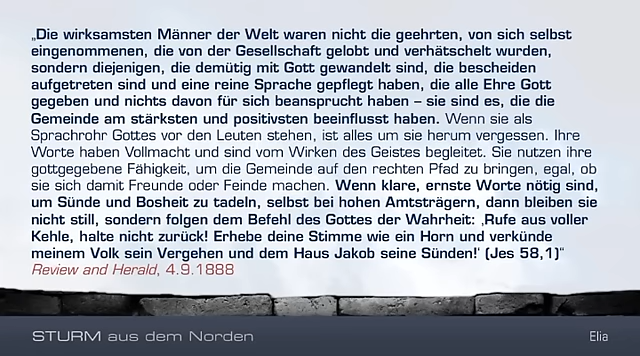 „Die wirksamsten Männer der Welt waren nicht die geehrten, von sich selbst
eingenommenen, die von der Gesellschaft gelobt und verhätschelt wurden,
sondern diejenigen, die demütig mit Gott gewandelt sind, die bescheiden
aufgetreten sind und eine reine Sprache gepflegt haben, die alle Ehre Gott
gegeben und nichts davon für sich beansprucht haben – sie sind es, die die
Gemeinde am stärksten und positivsten beeinflusst haben. Wenn sie als
Sprachrohr Gottes vor den Leuten stehen, ist alles um sie herum vergessen. Ihre
Worte haben Vollmacht und sind vom Wirken des Geistes begleitet. Sie nutzen ihre
gottgegebene Fähigkeit, um die Gemeinde auf den rechten Pfad zu bringen, egal, ob
sie sich damit Freunde oder Feinde machen. Wenn klare, ernste Worte nötig sind,
um Sünde und Bosheit zu tadeln, selbst bei hohen Amtsträgern, dann bleiben sie
nicht still, sondern folgen dem Befehl des Gottes der Wahrheit: ‚Rufe aus voller
Kehle, halte nicht zurück! Erhebe deine Stimme wie ein Horn und verkünde
meinem Volk sein Vergehen und dem Haus Jakob seine Sünden!' (Jes 58,1)“
Review and Herald, 4.9.1888
STURM aus dem Norden
Elia